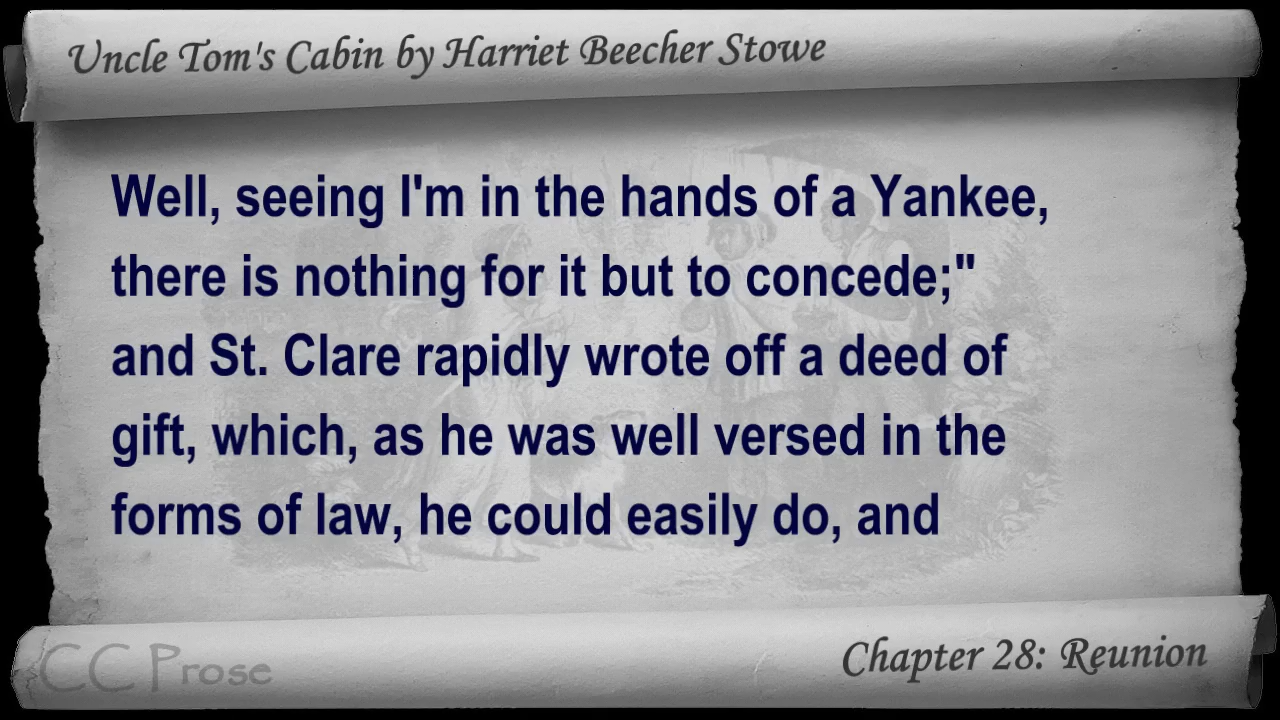 Uncle Tom's Cabin by Harriet Beecher Stowe
Well, seeing I'm in the hands of a Yankee,
there is nothing for it but to concede;"
and St. Clare rapidly wrote off a deed of
gift, which, as he was well versed in the
forms of law, he could easily do, and
CC Prose
Chapter 28: Reunion